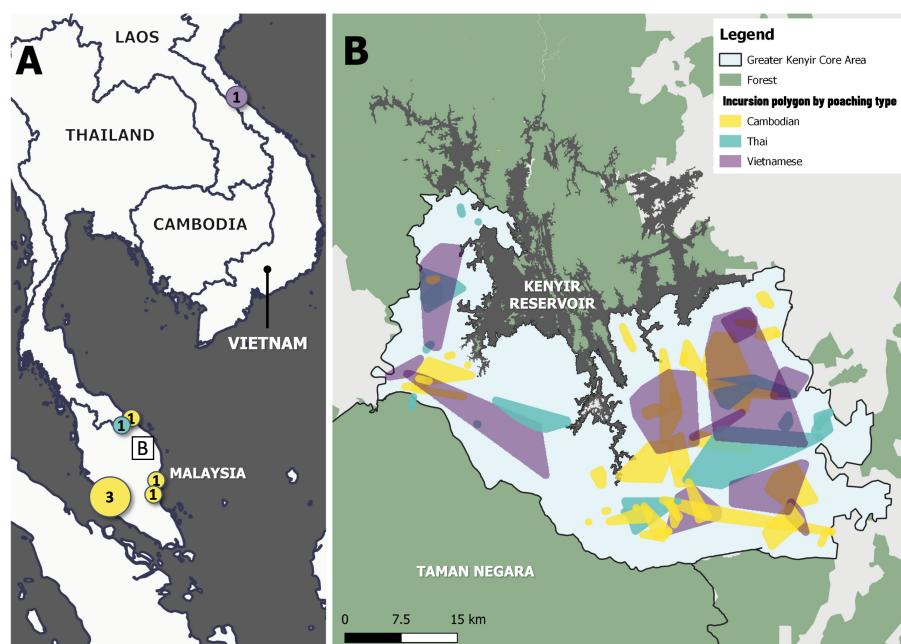 A
LAOS
1
THAILAND
CAMBODIA
VIETNAM
1
1
B
MALAYSIA
1
1
3
B
Legend
Greater Kenyir Core Area
Forest
Incursion polygon by poaching type
Cambodian
Thai
Vietnamese
KENYIR
RESERVOIR
TAMAN NEGARA
0 7.5 15 km